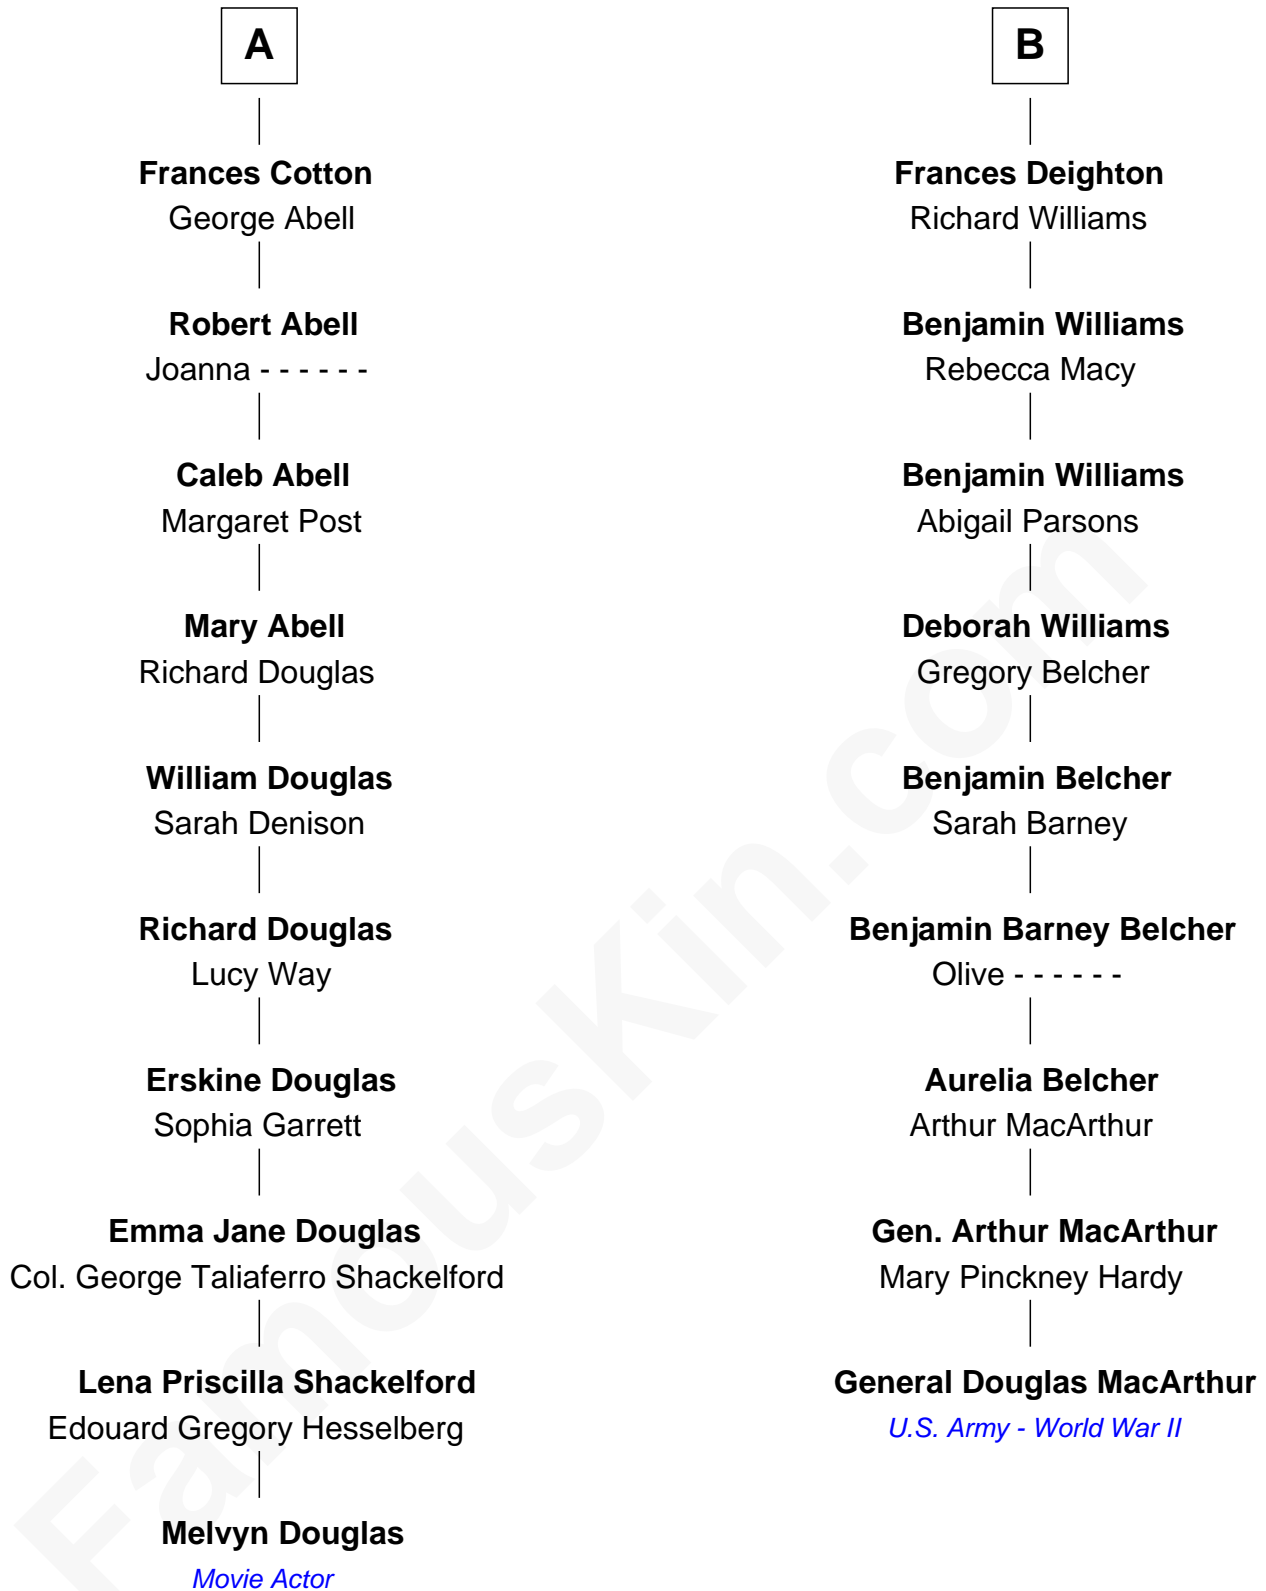 A
Frances Cotton
George Abell
Robert Abell
Joanna - - - - - -
Caleb Abell
Margaret Post
Mary Abell
Richard Douglas
William Douglas
Sarah Denison
Richard Douglas
Lucy Way
Erskine Douglas
Sophia Garrett
Emma Jane Douglas
Col. George Taliaferro Shackelford
Lena Priscilla Shackelford
Edouard Gregory Hesselberg
Melvyn Douglas
Movie Actor
B
Frances Deighton
Richard Williams
Benjamin Williams
Rebecca Macy
Benjamin Williams
Abigail Parsons
Deborah Williams
Gregory Belcher
Benjamin Belcher
Sarah Barney
Benjamin Barney Belcher
Olive - - - - - -
Aurelia Belcher
Arthur MacArthur
Gen. Arthur MacArthur
Mary Pinckney Hardy
General Douglas MacArthur
U.S. Army - World War II
FamousKin.com